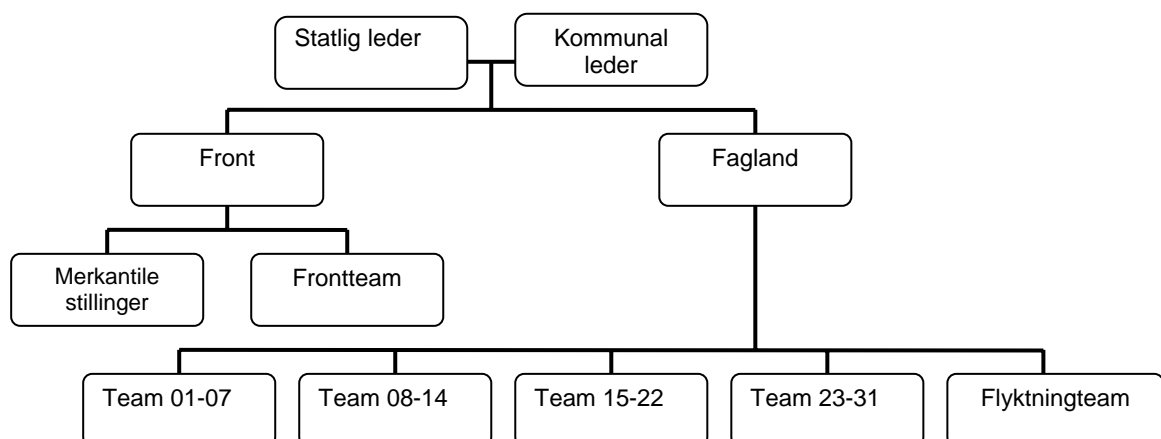 Statlig leder
Kommunal
leder
Front
Fagland
Merkantile
stillinger
Frontteam
Team 01-07
Team 08-14
Team 15-22
Team 23-31
Flyktningteam